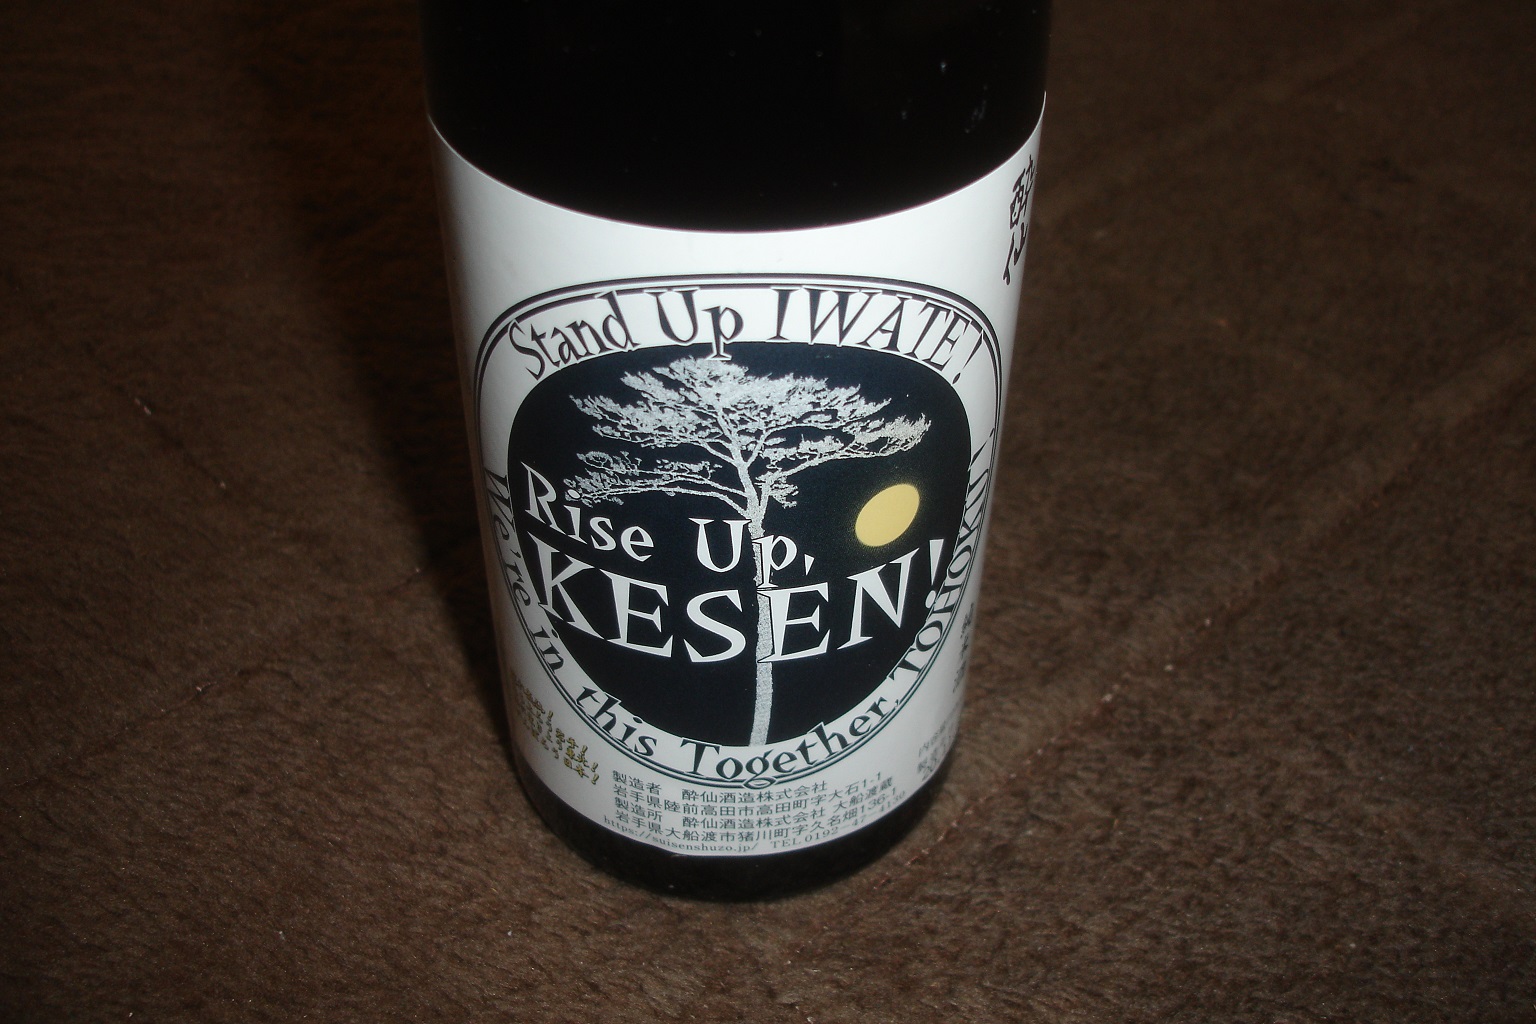 酔仙
Stand Up IWATE!
Rise Up,
KESEN!
We're in this Together, TOHOKU!
製造者 酔仙酒造株式会社
岩手県陸前高田市高田町字大石1-1
製造所 酔仙酒造株式会社 大船渡蔵
岩手県大船渡市猪川町字久名畑136-1
https://suisenshuzo.jp/ TEL 0192-47-4130